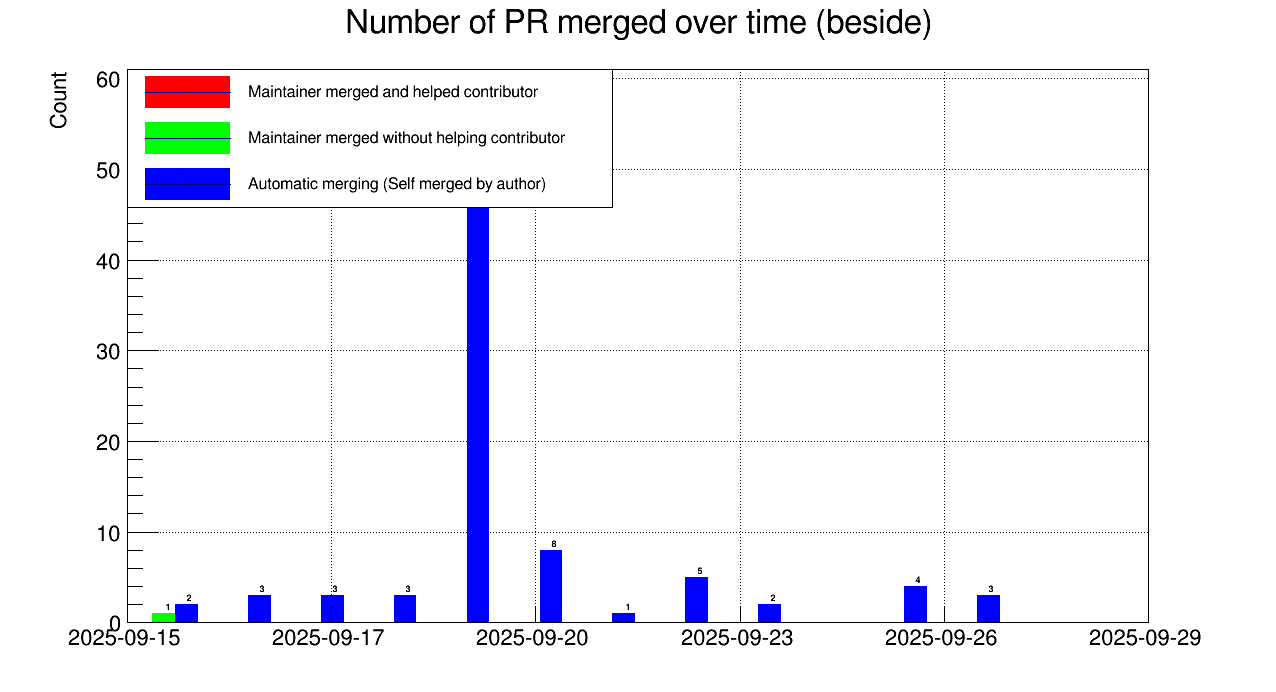 Number of PR merged over time (beside)
Count
60
50
40
30
20
10
0
Maintainer merged and helped contributor
Maintainer merged without helping contributor
Automatic merging (Self merged by author)
1 2 3 3 3 8 1 5 2 4 3
2025-09-15 2025-09-17 2025-09-20 2025-09-23 2025-09-26 2025-09-29